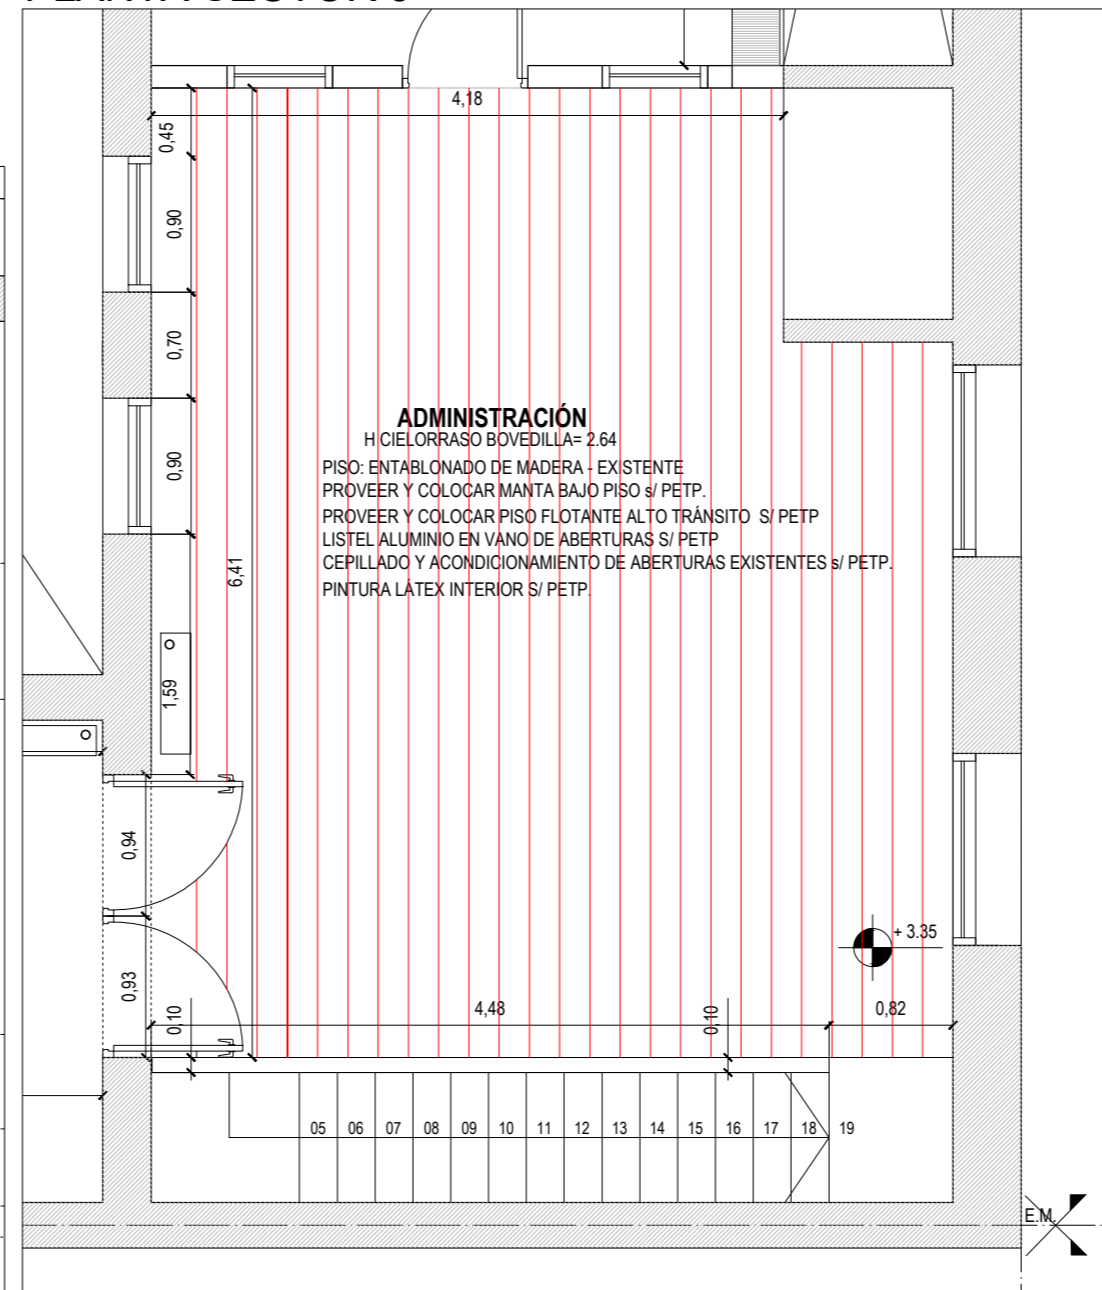 4,18
0,45
0,90
0,70
0,90
6,41
1,59
0,94
0,93
0,10
ADMINISTRACIÓN
H CIELORRASO BOVEDILLA= 2.64
PISO: ENTABLONADO DE MADERA - EXISTENTE
PROVEER Y COLOCAR MANTA BAJO PISO s/ PETP.
PROVEER Y COLOCAR PISO FLOTANTE ALTO TRÁNSITO S/ PETP
LISTEL ALUMINIO EN VANO DE ABERTURAS S/ PETP
CEPILLADO Y ACONDICIONAMIENTO DE ABERTURAS EXISTENTES s/ PETP.
PINTURA LÁTEX INTERIOR S/ PETP.
+ 3.35
4,48
0,10
0,82
05 06 07 08 09 10 11 12 13 14 15 16 17 18 19
E.M.